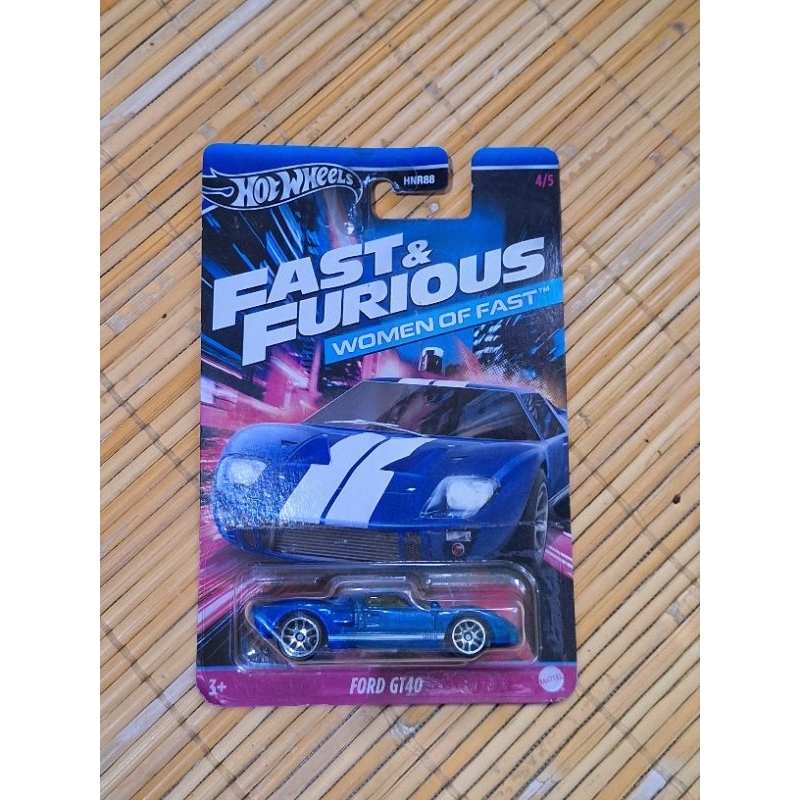 HOT WHEELS
HNR88
4/5
FAST &
FURIOUS
WOMEN OF FAST™
3+
FORD GT40
MATTEL